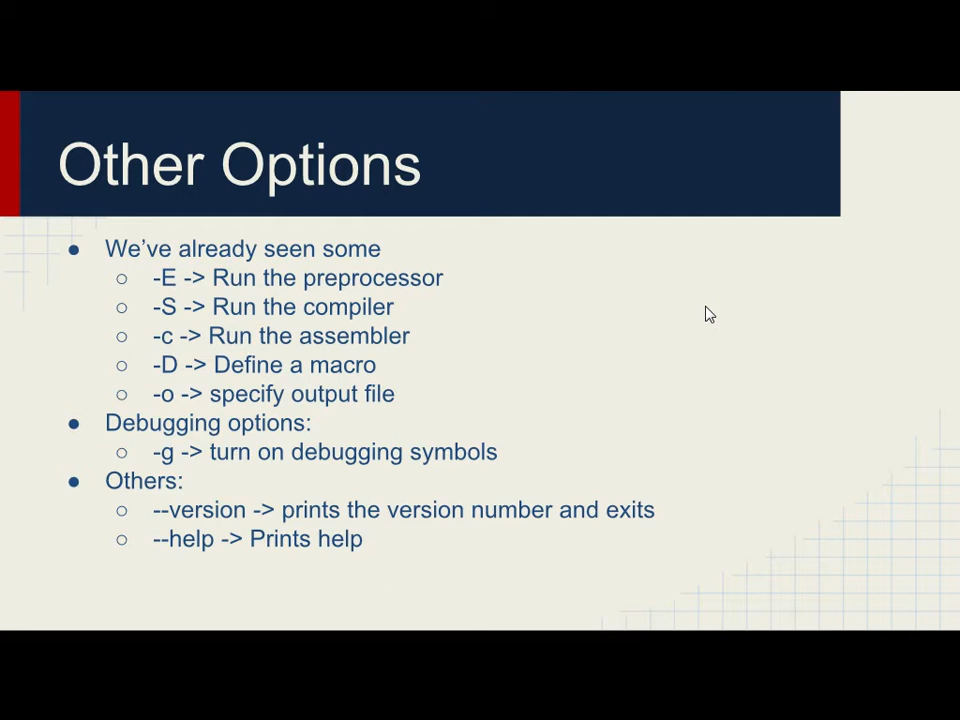 Other Options
● We've already seen some
○ -E -> Run the preprocessor
○ -S -> Run the compiler
○ -c -> Run the assembler
○ -D -> Define a macro
○ -o -> specify output file
● Debugging options:
○ -g -> turn on debugging symbols
● Others:
○ --version -> prints the version number and exits
○ --help -> Prints help